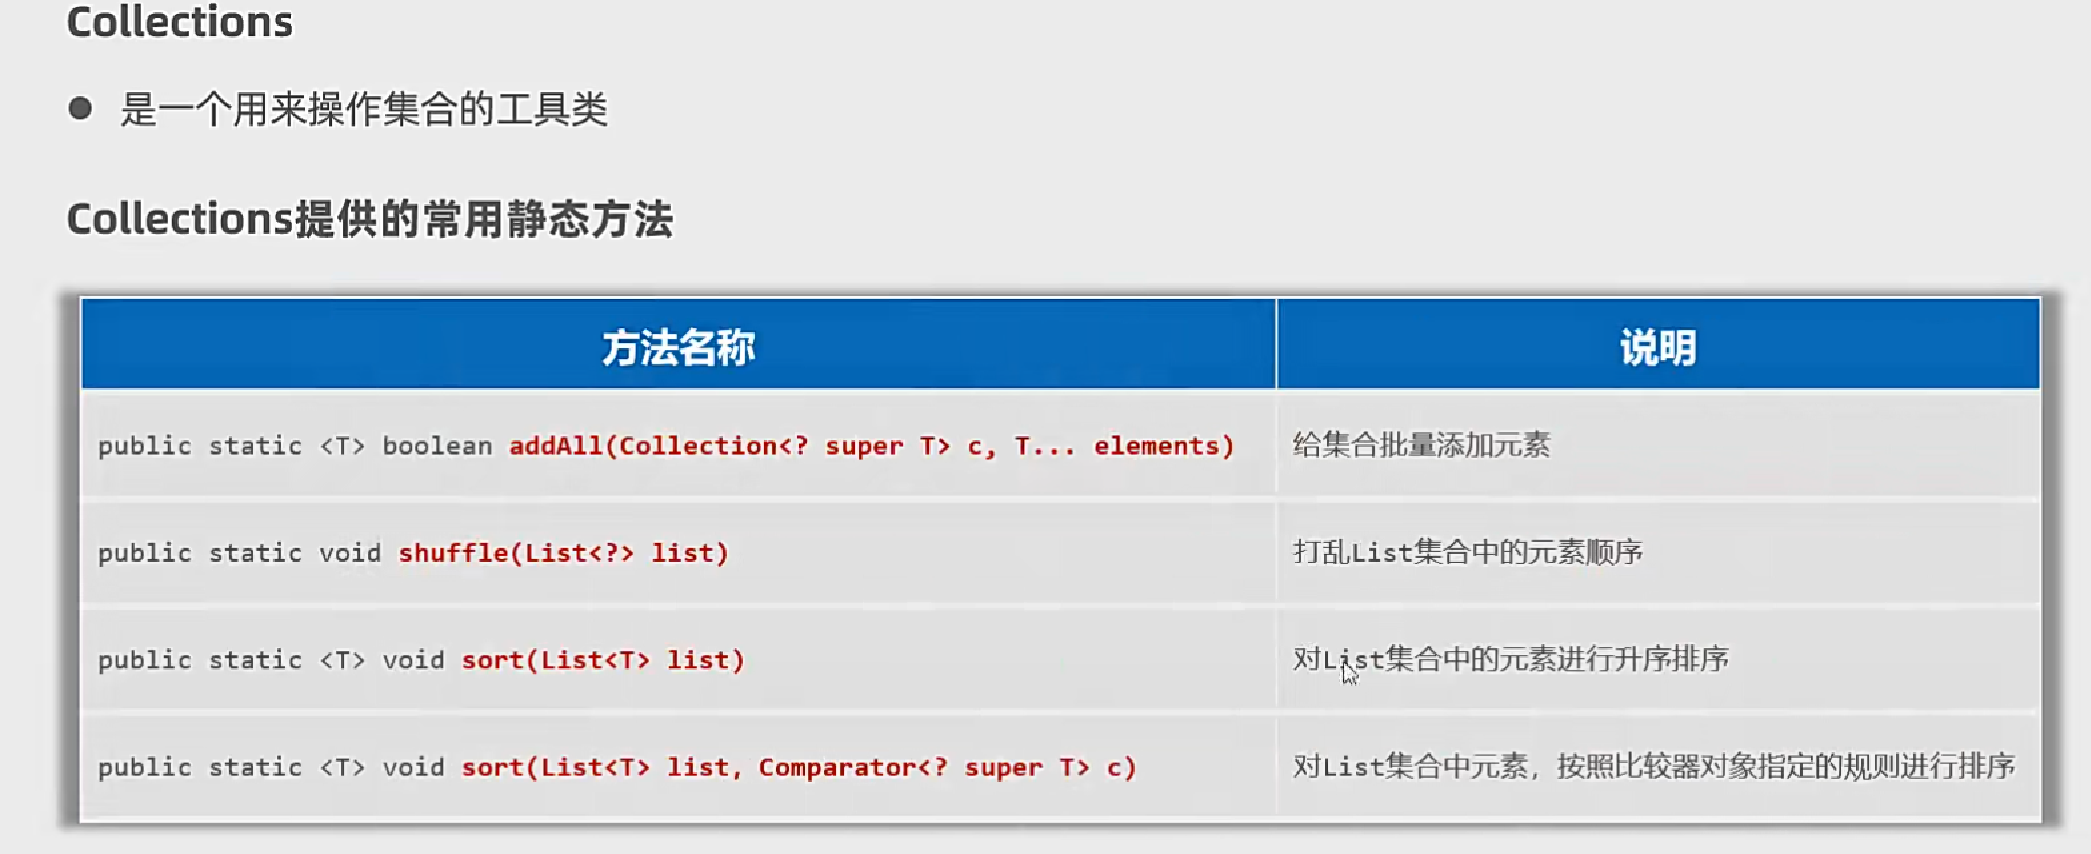 Collections
● 是一个用来操作集合的工具类
Collections提供的常用静态方法
方法名称 说明
public static <T> boolean addAll(Collection<? super T> c, T... elements) 给集合批量添加元素
public static void shuffle(List<?> list) 打乱List集合中的元素顺序
public static <T> void sort(List<T> list) 对List集合中的元素进行升序排序
public static <T> void sort(List<T> list, Comparator<? super T> c) 对List集合中元素，按照比较器对象指定的规则进行排序